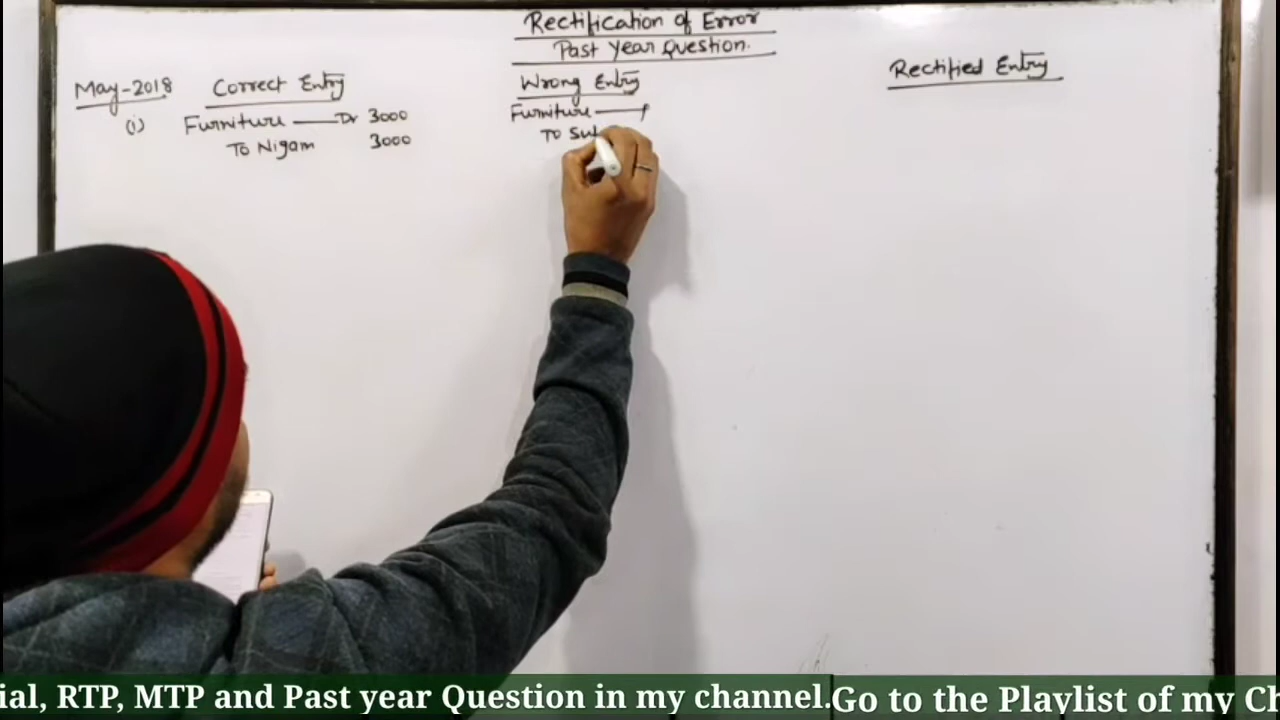 Rectification of Error
Past Year Question.
May-2018
Correct Entry
Wrong Entry
Rectified Entry
(i)
Furniture — Dr 3000
To Nigam 3000
Furniture —
To
ial, RTP, MTP and Past year Question in my channel. Go to the Playlist of my Ch